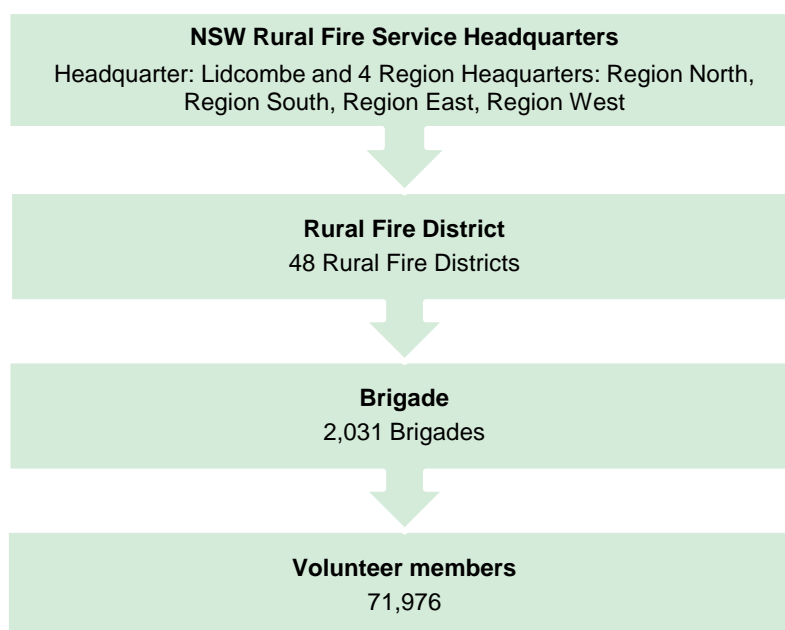 NSW Rural Fire Service Headquarters
Headquarter: Lidcombe and 4 Region Heaquarters: Region North,
Region South, Region East, Region West
Rural Fire District
48 Rural Fire Districts
Brigade
2,031 Brigades
Volunteer members
71,976